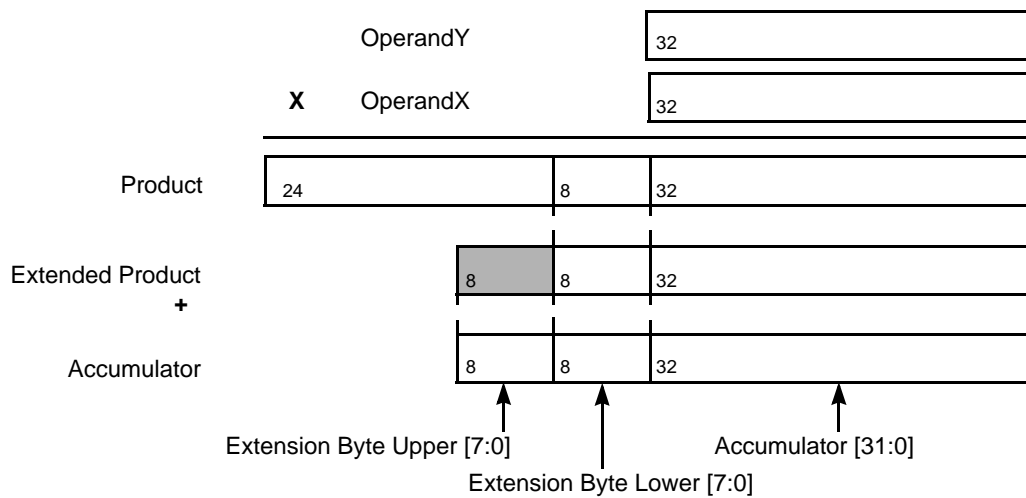 OperandY 32
X OperandX 32
Product 24 8 32
Extended Product 8 8 32
+
Accumulator 8 8 32
Extension Byte Upper [7:0] Accumulator [31:0]
Extension Byte Lower [7:0]